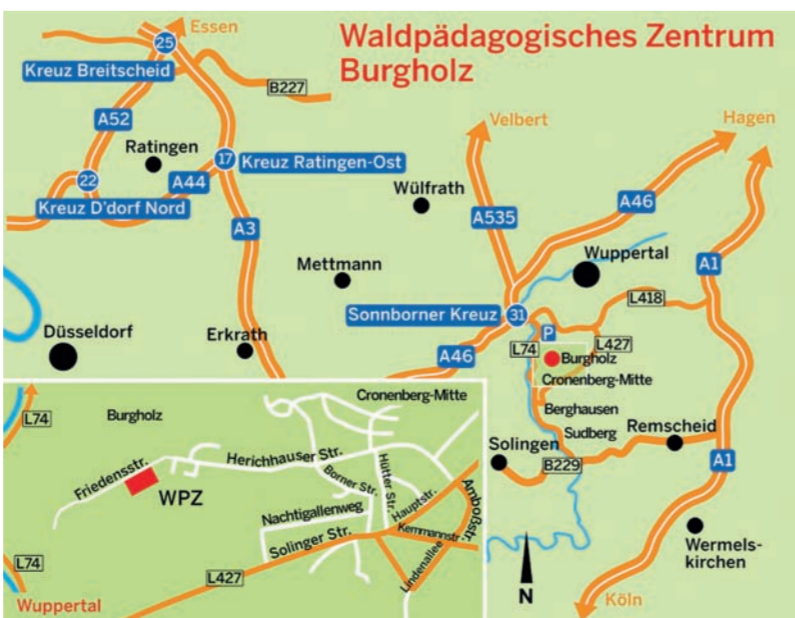 Waldpädagogisches Zentrum
Burgholz
Essen
25
Kreuz Breitscheid
B227
A52
Ratingen
17
Kreuz Ratingen-Ost
22
A44
Kreuz D'dorf Nord
A3
Velbert
Hagen
Wülfrath
A535
A46
Mettmann
Wuppertal
A1
Sonnborner Kreuz
31
L418
Düsseldorf
Erkrath
A46
P
L74
L427
Burgholz
Cronenberg-Mitte
Berghausen
Sudberg
Remscheid
Solingen
B229
A1
Wermels-
kirchen
N
Köln
Cronenberg-Mitte
L74
Burgholz
Herichhauser Str.
Friedensstr.
WPZ
Borner Str.
Hütter Str.
Hauptstr.
Amboßstr.
Nachtigallenweg
Solinger Str.
Kemmannstr.
Lindenallee
L74
L427
Wuppertal